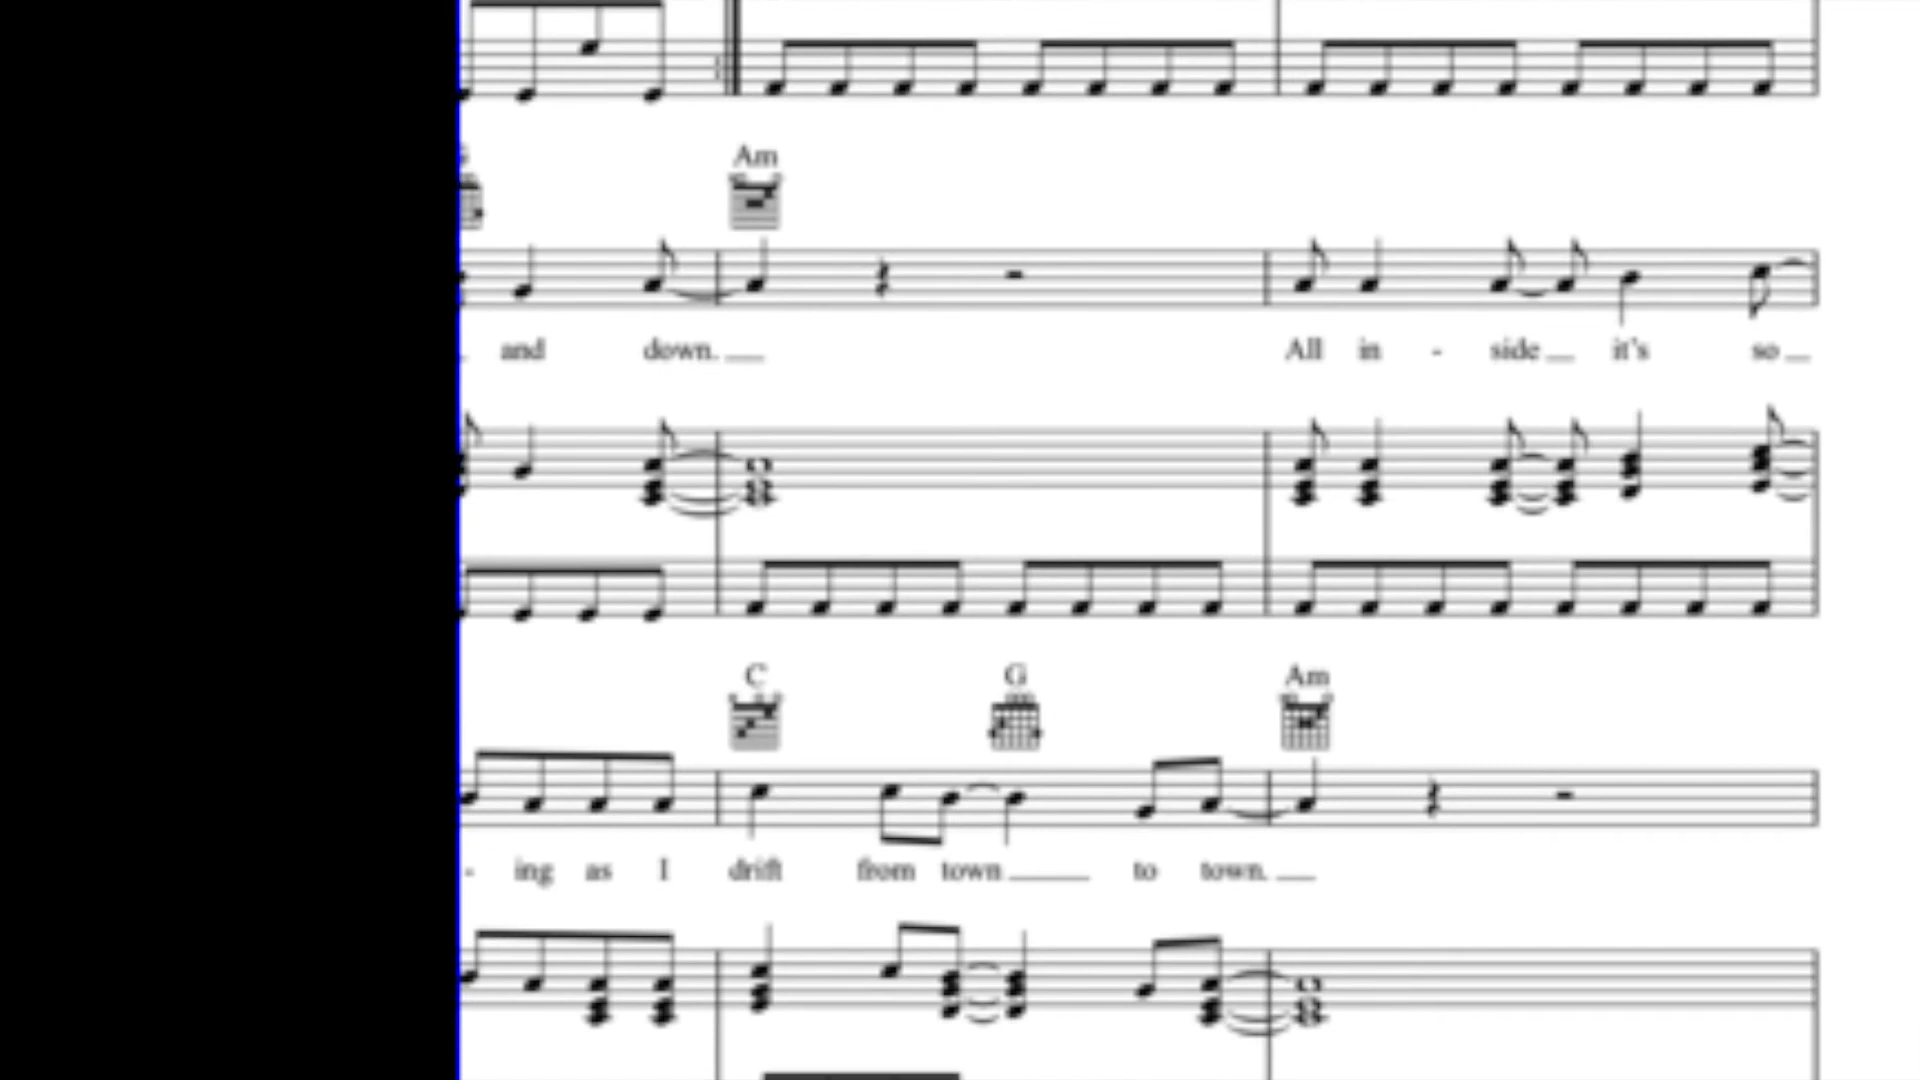 Am
and down.
All in - side it's so
C G Am
- ing as I drift from town to town.